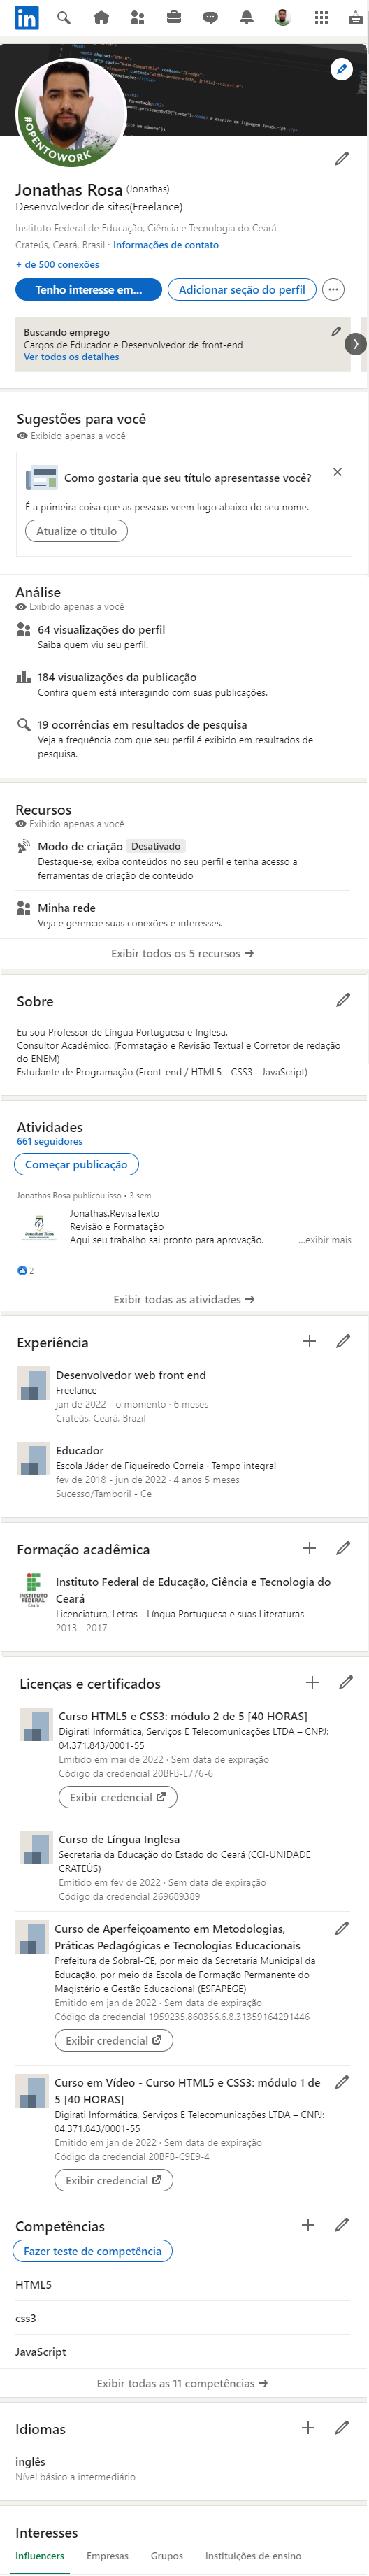 in
#OPENTOWORK
Jonathas Rosa (Jonathas)
Desenvolvedor de sites(Freelance)
Instituto Federal de Educação, Ciência e Tecnologia do Ceará
Crateús, Ceará, Brasil · Informações de contato
+ de 500 conexões
Tenho interesse em...
Adicionar seção do perfil
Buscando emprego
Cargos de Educador e Desenvolvedor de front-end
Ver todos os detalhes
Sugestões para você
Exibido apenas a você
Como gostaria que seu título apresentasse você?
É a primeira coisa que as pessoas veem logo abaixo do seu nome.
Atualize o título
Análise
Exibido apenas a você
64 visualizações do perfil
Saiba quem viu seu perfil.
184 visualizações da publicação
Confira quem está interagindo com suas publicações.
19 ocorrências em resultados de pesquisa
Veja a frequência com que seu perfil é exibido em resultados de
pesquisa.
Recursos
Exibido apenas a você
Modo de criação Desativado
Destaque-se, exiba conteúdos no seu perfil e tenha acesso a
ferramentas de criação de conteúdo
Minha rede
Veja e gerencie suas conexões e interesses.
Exibir todos os 5 recursos →
Sobre
Eu sou Professor de Língua Portuguesa e Inglesa.
Consultor Acadêmico. (Formatação e Revisão Textual e Corretor de redação
do ENEM)
Estudante de Programação (Front-end / HTML5 - CSS3 - JavaScript)
Atividades
661 seguidores
Começar publicação
Jonathas Rosa publicou isso • 3 sem
Jonathas.RevisaTexto
Revisão e Formatação
Aqui seu trabalho sai pronto para aprovação. ...exibir mais
Jonathas Rosa
2
Exibir todas as atividades →
Experiência
Desenvolvedor web front end
Freelance
jan de 2022 - o momento · 6 meses
Crateús, Ceará, Brazil
Educador
Escola Jáder de Figueiredo Correia · Tempo integral
fev de 2018 - jun de 2022 · 4 anos 5 meses
Sucesso/Tamboril - Ce
Formação acadêmica
INSTITUTO
FEDERAL
Ceará
Instituto Federal de Educação, Ciência e Tecnologia do
Ceará
Licenciatura, Letras - Língua Portuguesa e suas Literaturas
2013 - 2017
Licenças e certificados
Curso HTML5 e CSS3: módulo 2 de 5 [40 HORAS]
Digirati Informática, Serviços E Telecomunicações LTDA – CNPJ:
04.371.843/0001-55
Emitido em mai de 2022 · Sem data de expiração
Código da credencial 20BFB-E776-6
Exibir credencial
Curso de Língua Inglesa
Secretaria da Educação do Estado do Ceará (CCI-UNIDADE
CRATEÚS)
Emitido em fev de 2022 · Sem data de expiração
Código da credencial 269689389
Curso de Aperfeiçoamento em Metodologias,
Práticas Pedagógicas e Tecnologias Educacionais
Prefeitura de Sobral-CE, por meio da Secretaria Municipal da
Educação, por meio da Escola de Formação Permanente do
Magistério e Gestão Educacional (ESFAPEGE)
Emitido em jan de 2022 · Sem data de expiração
Código da credencial 1959235.860356.6.8.31359164291446
Exibir credencial
Curso em Vídeo - Curso HTML5 e CSS3: módulo 1 de
5 [40 HORAS]
Digirati Informática, Serviços E Telecomunicações LTDA – CNPJ:
04.371.843/0001-55
Emitido em jan de 2022 · Sem data de expiração
Código da credencial 20BFB-C9E9-4
Exibir credencial
Competências
Fazer teste de competência
HTML5
css3
JavaScript
Exibir todas as 11 competências →
Idiomas
inglês
Nível básico a intermediário
Interesses
Influencers Empresas Grupos Instituições de ensino